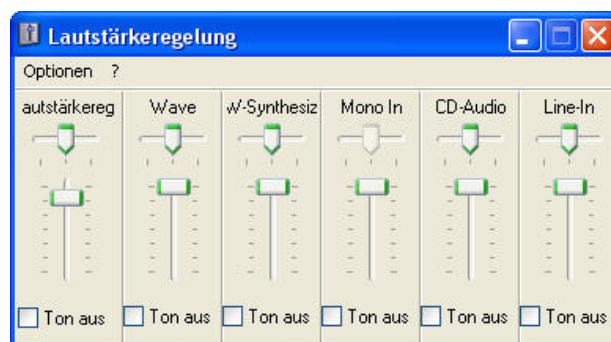 Lautstärkeregelung
Optionen ?
autstärkereg Wave W-Synthesiz Mono In CD-Audio Line-In
Ton aus Ton aus Ton aus Ton aus Ton aus Ton aus